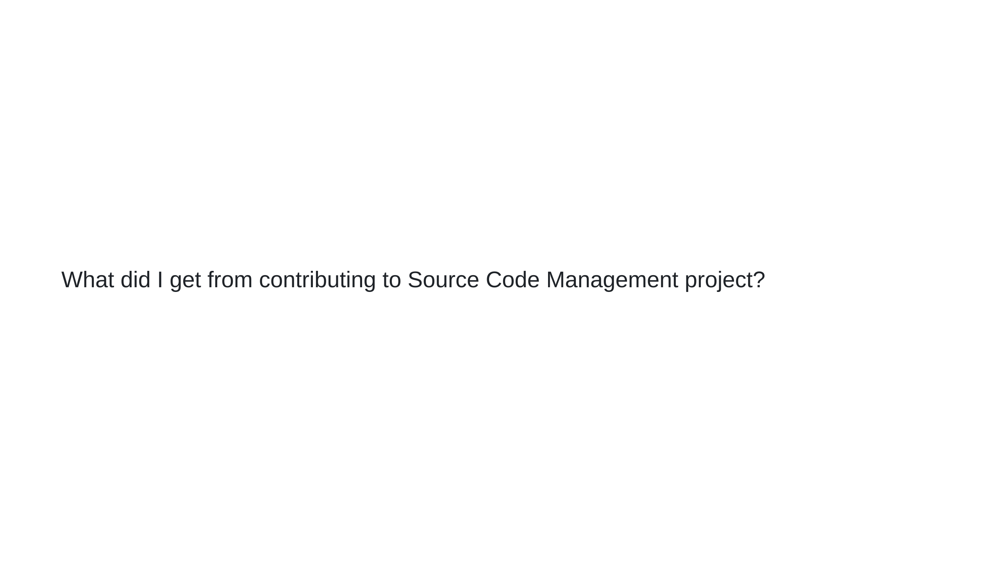 What did I get from contributing to Source Code Management project?